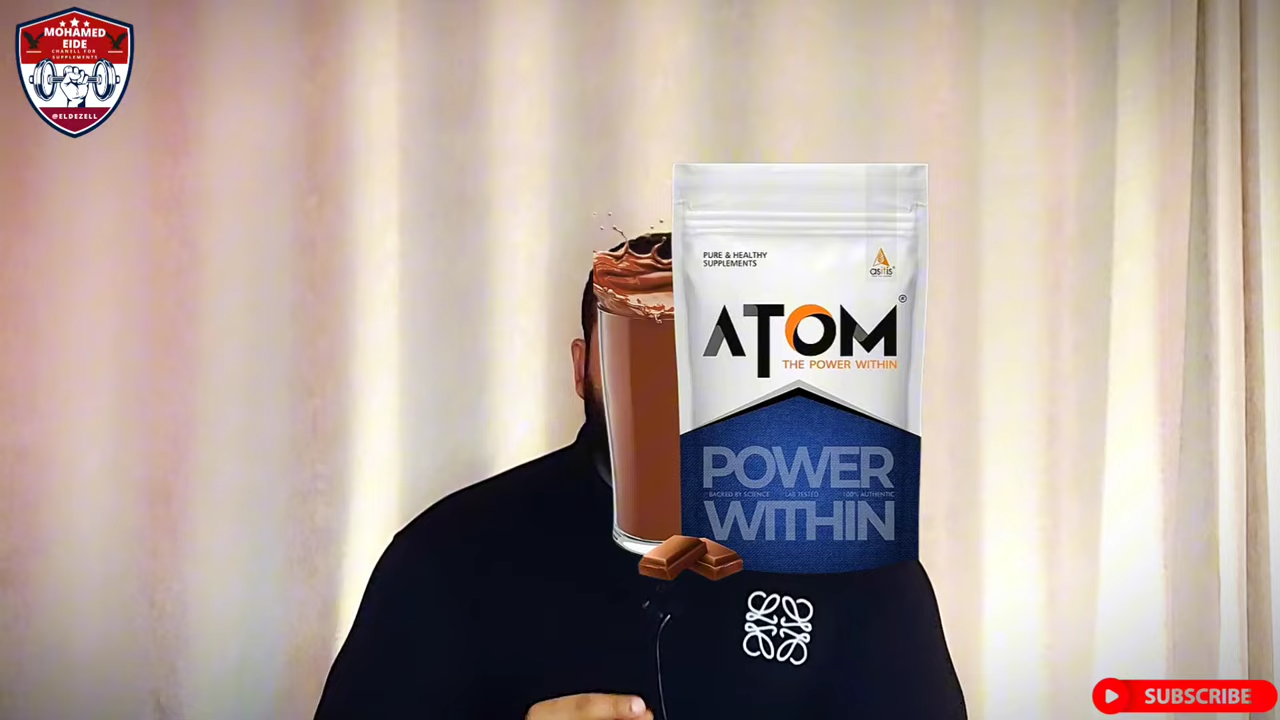 MOHAMED
EIDE
CHANELL FOR
SUPPLEMENTS
@ELDEZELL
PURE & HEALTHY
SUPPLEMENTS
asitis
ATOM
THE POWER WITHIN
POWER
BACKED BY SCIENCE LAB TESTED 100% AUTHENTIC
WITHIN
SUBSCRIBE